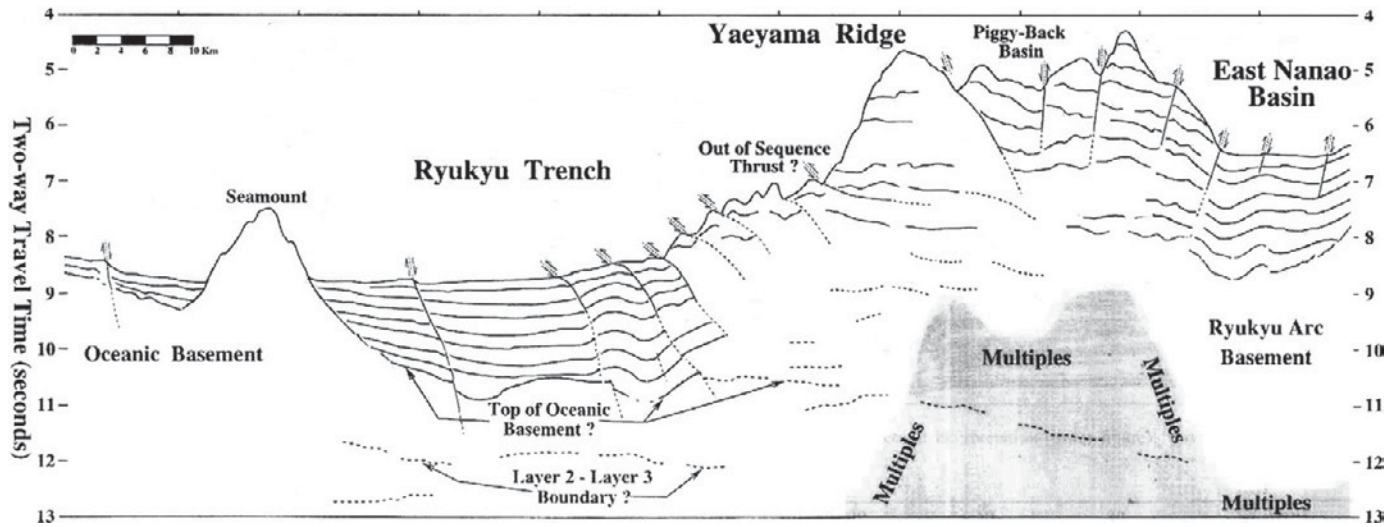 4
5
6
7
8
9
10
11
12
13
Two-way Travel Time (seconds)
0 2 4 6 8 10 Km
Seamount
Ryukyu Trench
Oceanic Basement
Yaeyama Ridge
Piggy-Back
Basin
East Nanao
Basin
Out of Sequence
Thrust ?
Top of Oceanic
Basement ?
Layer 2 - Layer 3
Boundary ?
Multiples
Multiples
Multiples
Multiples
Ryukyu Arc
Basement
4
5
6
7
8
9
10
11
12
13